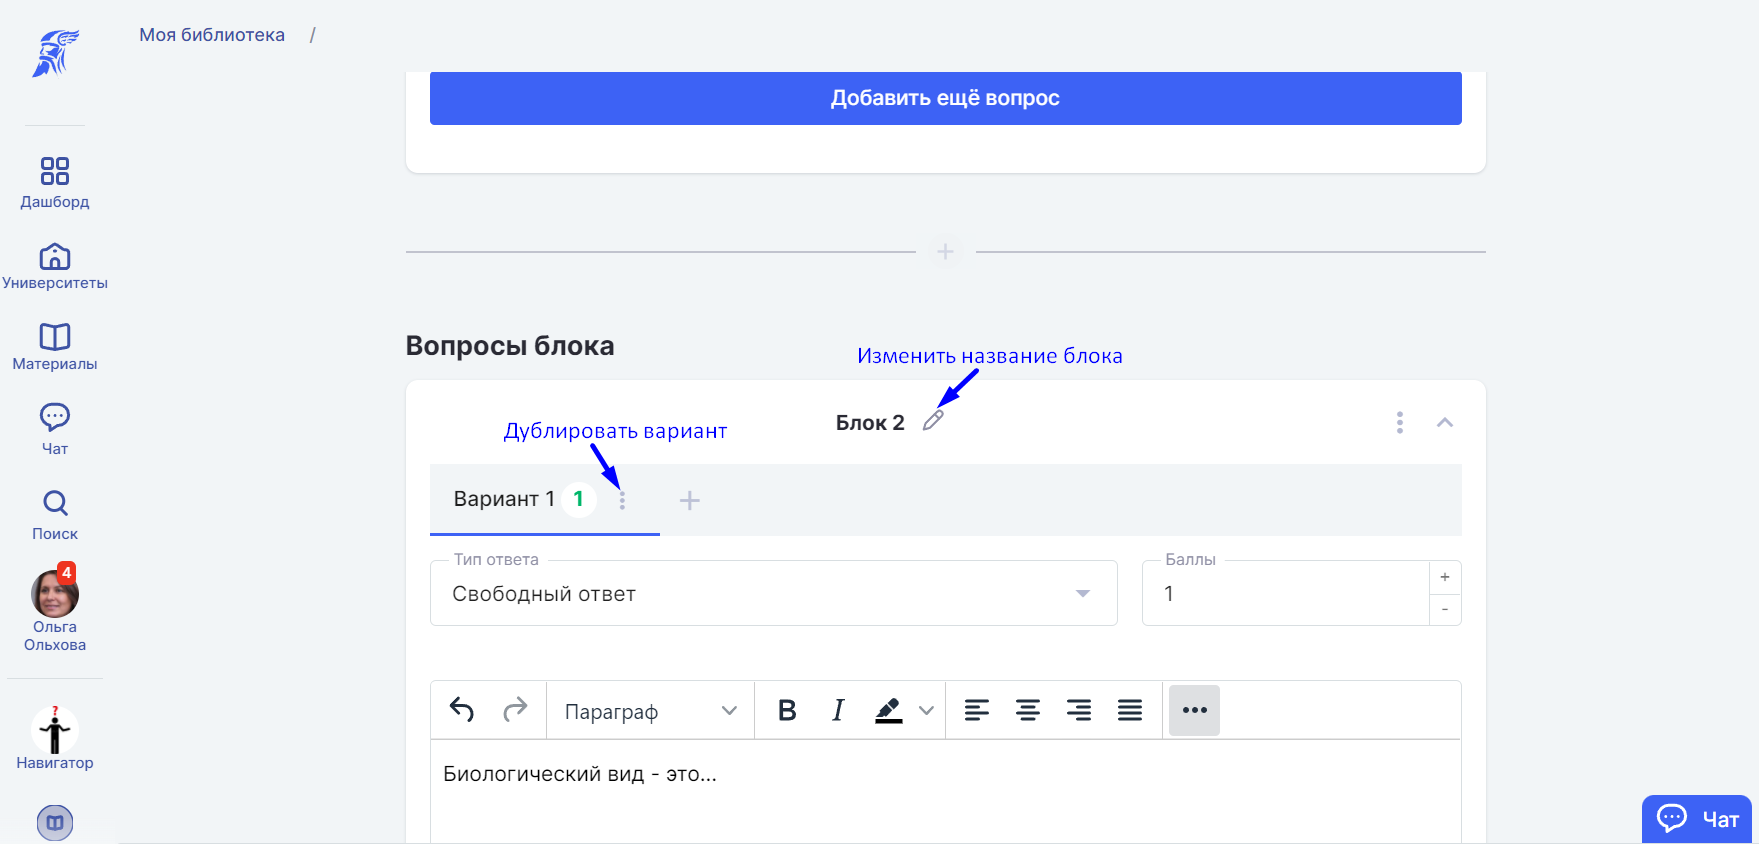 Моя библиотека /
Добавить ещё вопрос
Дашборд
Университеты
Материалы
Чат
Поиск
4
Ольга
Ольхова
?
Навигатор
Вопросы блока
Изменить название блока
Блок 2
Дублировать вариант
Вариант 1 1 +
Тип ответа
Свободный ответ
Баллы
1
+
-
Параграф B I
Биологический вид - это...
Чат